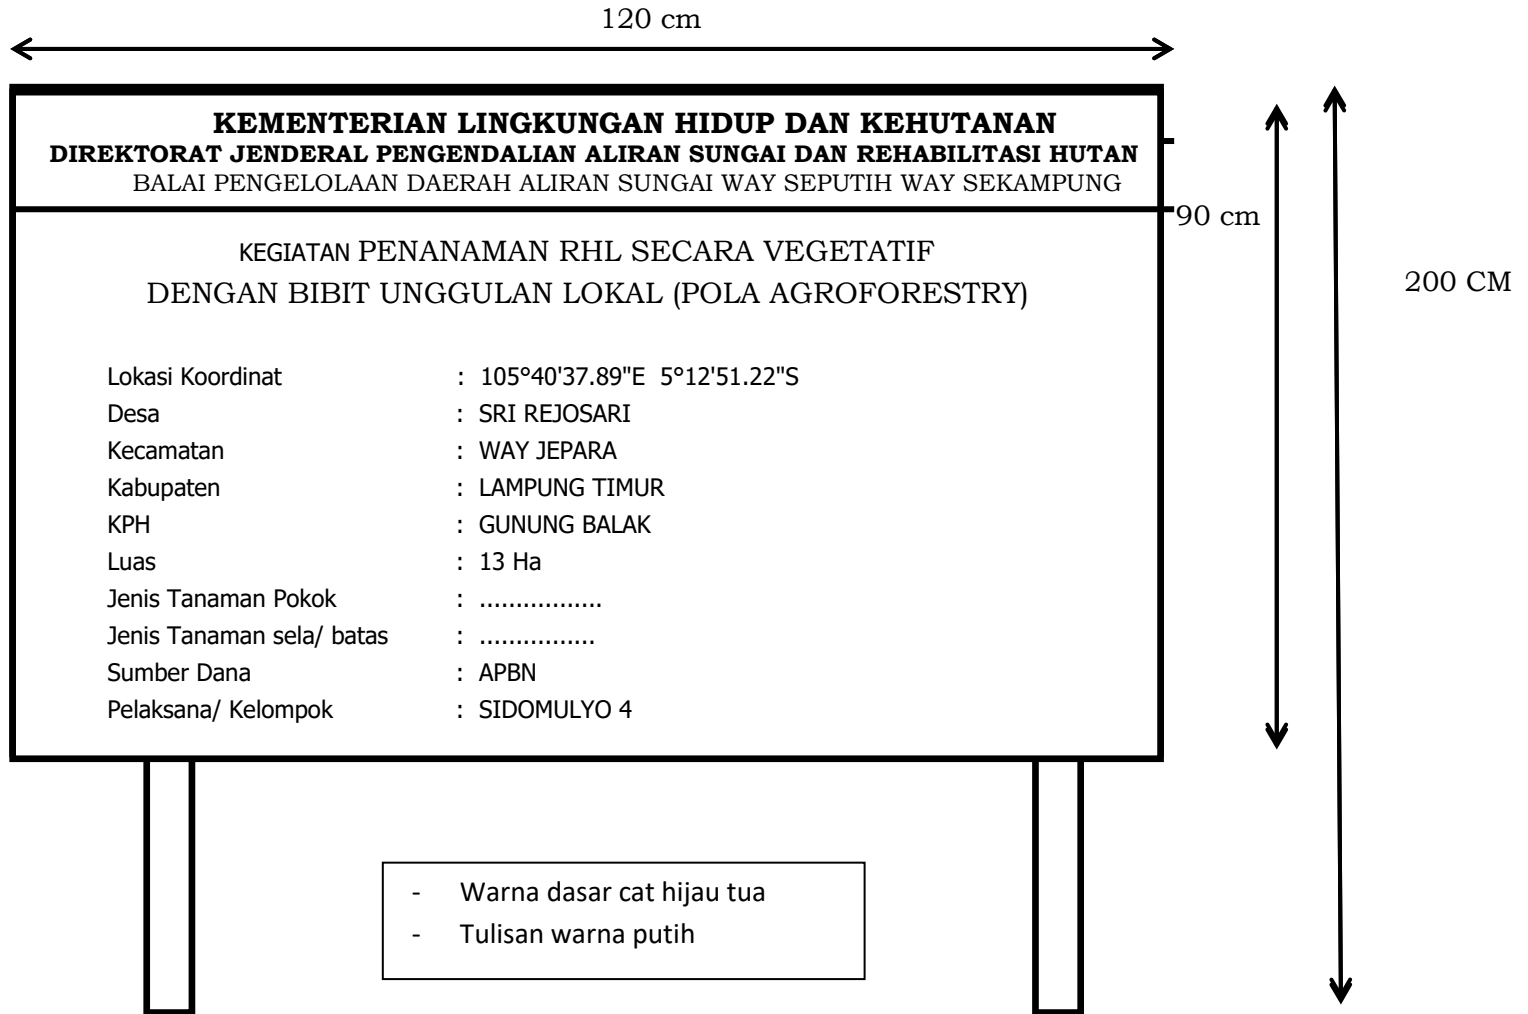 120 cm
KEMENTERIAN LINGKUNGAN HIDUP DAN KEHUTANAN
DIREKTORAT JENDERAL PENGENDALIAN ALIRAN SUNGAI DAN REHABILITASI HUTAN
BALAI PENGELOLAAN DAERAH ALIRAN SUNGAI WAY SEPUTIH WAY SEKAMPUNG
90 cm
200 CM
KEGIATAN PENANAMAN RHL SECARA VEGETATIF
DENGAN BIBIT UNGGULAN LOKAL (POLA AGROFORESTRY)
Lokasi Koordinat : 105°40'37.89"E 5°12'51.22"S
Desa : SRI REJOSARI
Kecamatan : WAY JEPARA
Kabupaten : LAMPUNG TIMUR
KPH : GUNUNG BALAK
Luas : 13 Ha
Jenis Tanaman Pokok : .................
Jenis Tanaman sela/ batas : ................
Sumber Dana : APBN
Pelaksana/ Kelompok : SIDOMULYO 4
- Warna dasar cat hijau tua
- Tulisan warna putih